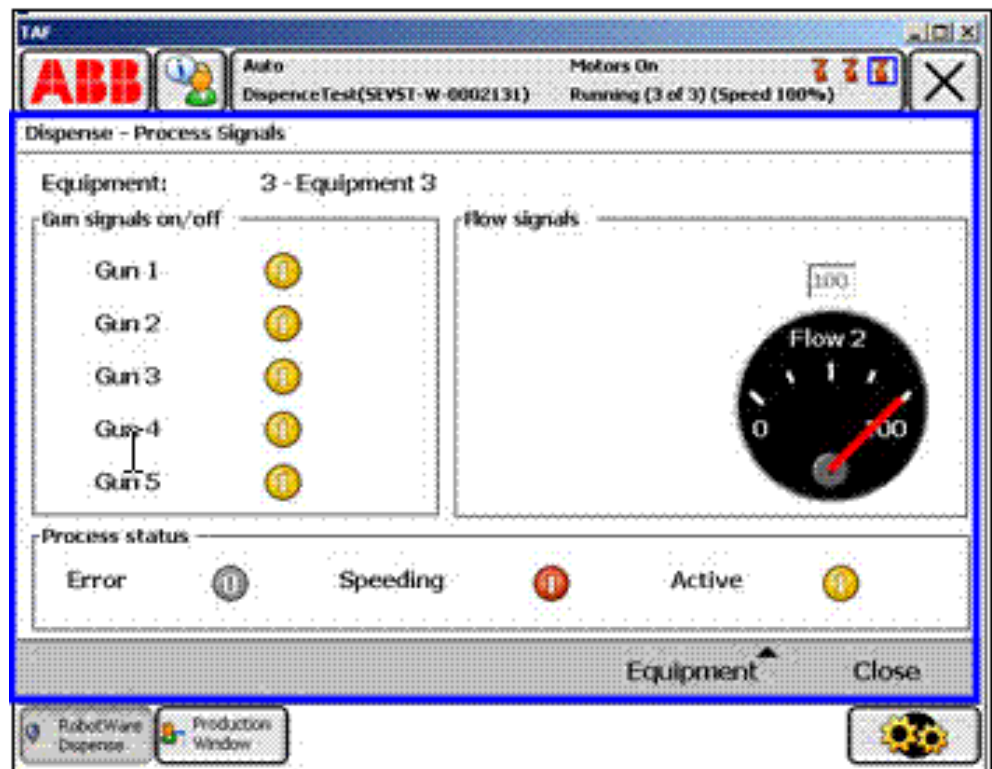 TAF
ABB
Auto
DispenceTest(SEVST-W-0002131)
Motors On
Running (3 of 3) (Speed 100%)
Dispense - Process Signals
Equipment: 3 - Equipment 3
Gun signals on/off
Gun 1
Gun 2
Gun 3
Gun 4
Gun 5
Flow signals
100
Flow 2
0
100
Process status
Error
Speeding
Active
Equipment
Close
RobotWare
Dispense
Production
Window